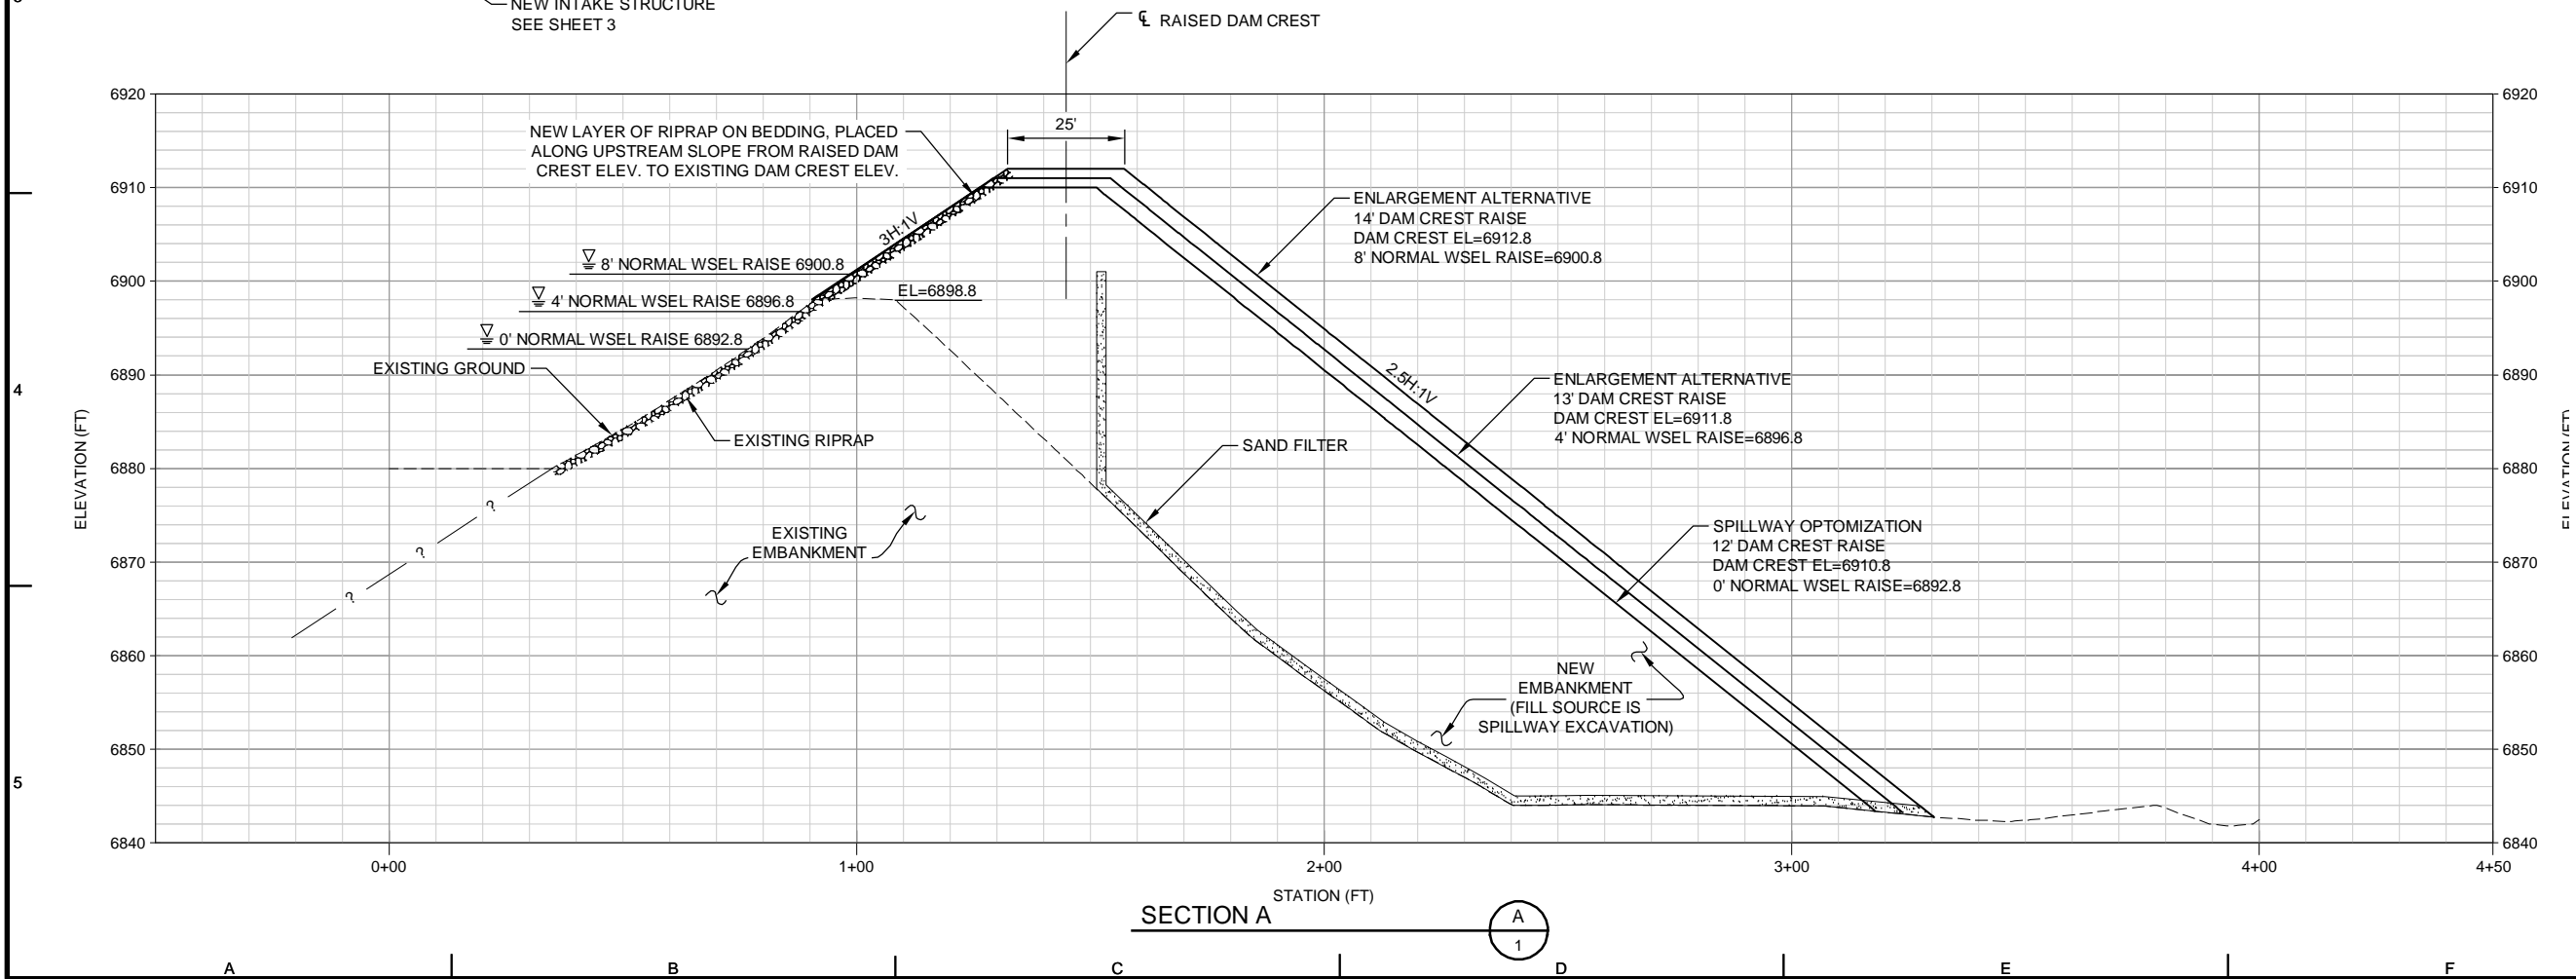 NEW INTAKE STRUCTURE
SEE SHEET 3
℄ RAISED DAM CREST
6920
6920
25'
NEW LAYER OF RIPRAP ON BEDDING, PLACED
ALONG UPSTREAM SLOPE FROM RAISED DAM
CREST ELEV. TO EXISTING DAM CREST ELEV.
6910
6910
3H:1V
ENLARGEMENT ALTERNATIVE
14' DAM CREST RAISE
DAM CREST EL=6912.8
8' NORMAL WSEL RAISE=6900.8
8' NORMAL WSEL RAISE 6900.8
6900
6900
EL=6898.8
4' NORMAL WSEL RAISE 6896.8
0' NORMAL WSEL RAISE 6892.8
EXISTING GROUND
6890
6890
2.5H:1V
ENLARGEMENT ALTERNATIVE
13' DAM CREST RAISE
DAM CREST EL=6911.8
4' NORMAL WSEL RAISE=6896.8
4
EXISTING RIPRAP
SAND FILTER
ELEVATION (FT)
ELEVATION (FT)
6880
6880
?
?
?
EXISTING
EMBANKMENT
SPILLWAY OPTOMIZATION
12' DAM CREST RAISE
DAM CREST EL=6910.8
0' NORMAL WSEL RAISE=6892.8
6870
6870
6860
6860
NEW
EMBANKMENT
(FILL SOURCE IS
SPILLWAY EXCAVATION)
6850
6850
5
6840
6840
0+00
1+00
2+00
3+00
4+00
4+50
STATION (FT)
SECTION A
A
1
A
B
C
D
E
F